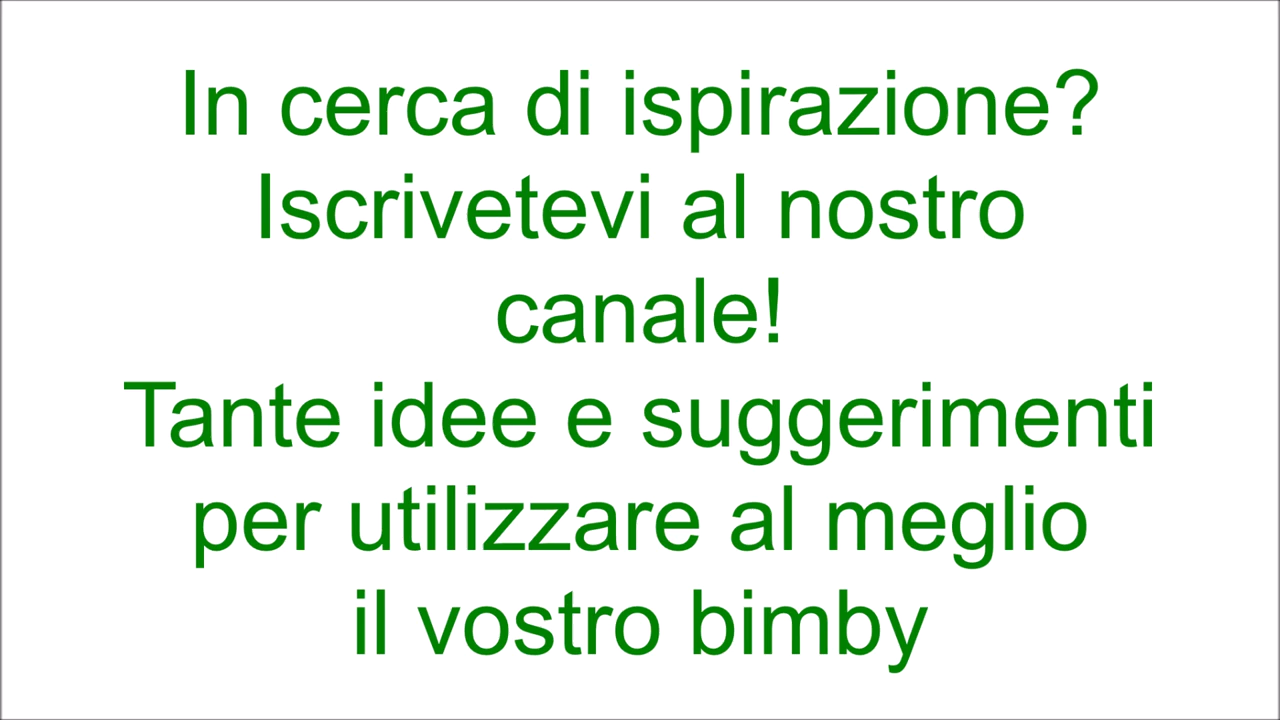 In cerca di ispirazione?
Iscrivetevi al nostro
canale!
Tante idee e suggerimenti
per utilizzare al meglio
il vostro bimby